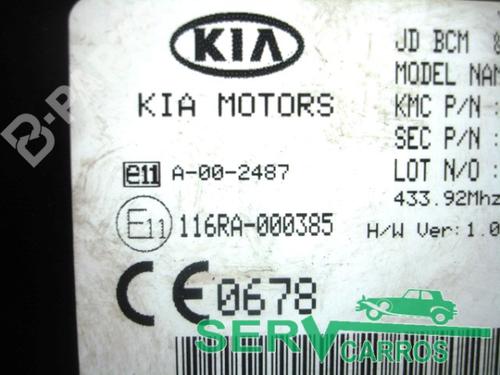 KIA
KIA MOTORS
e11 A-00-2487
E11 116RA-000385
CE 0678
JD BCM
MODEL NAM
KMC P/N
SEC P/N :
LOT N/O :
433.92Mhz
H/W Ver: 1.0
SERV
CARROS
B-P